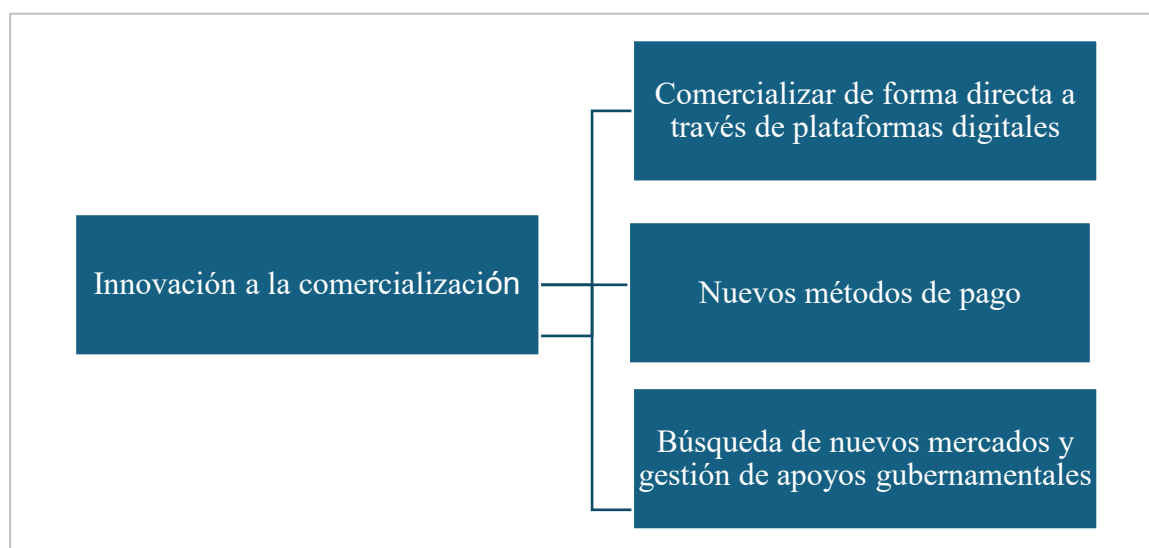 Comercializar de forma directa a
través de plataformas digitales
Innovación a la comercialización
Nuevos métodos de pago
Búsqueda de nuevos mercados y
gestión de apoyos gubernamentales